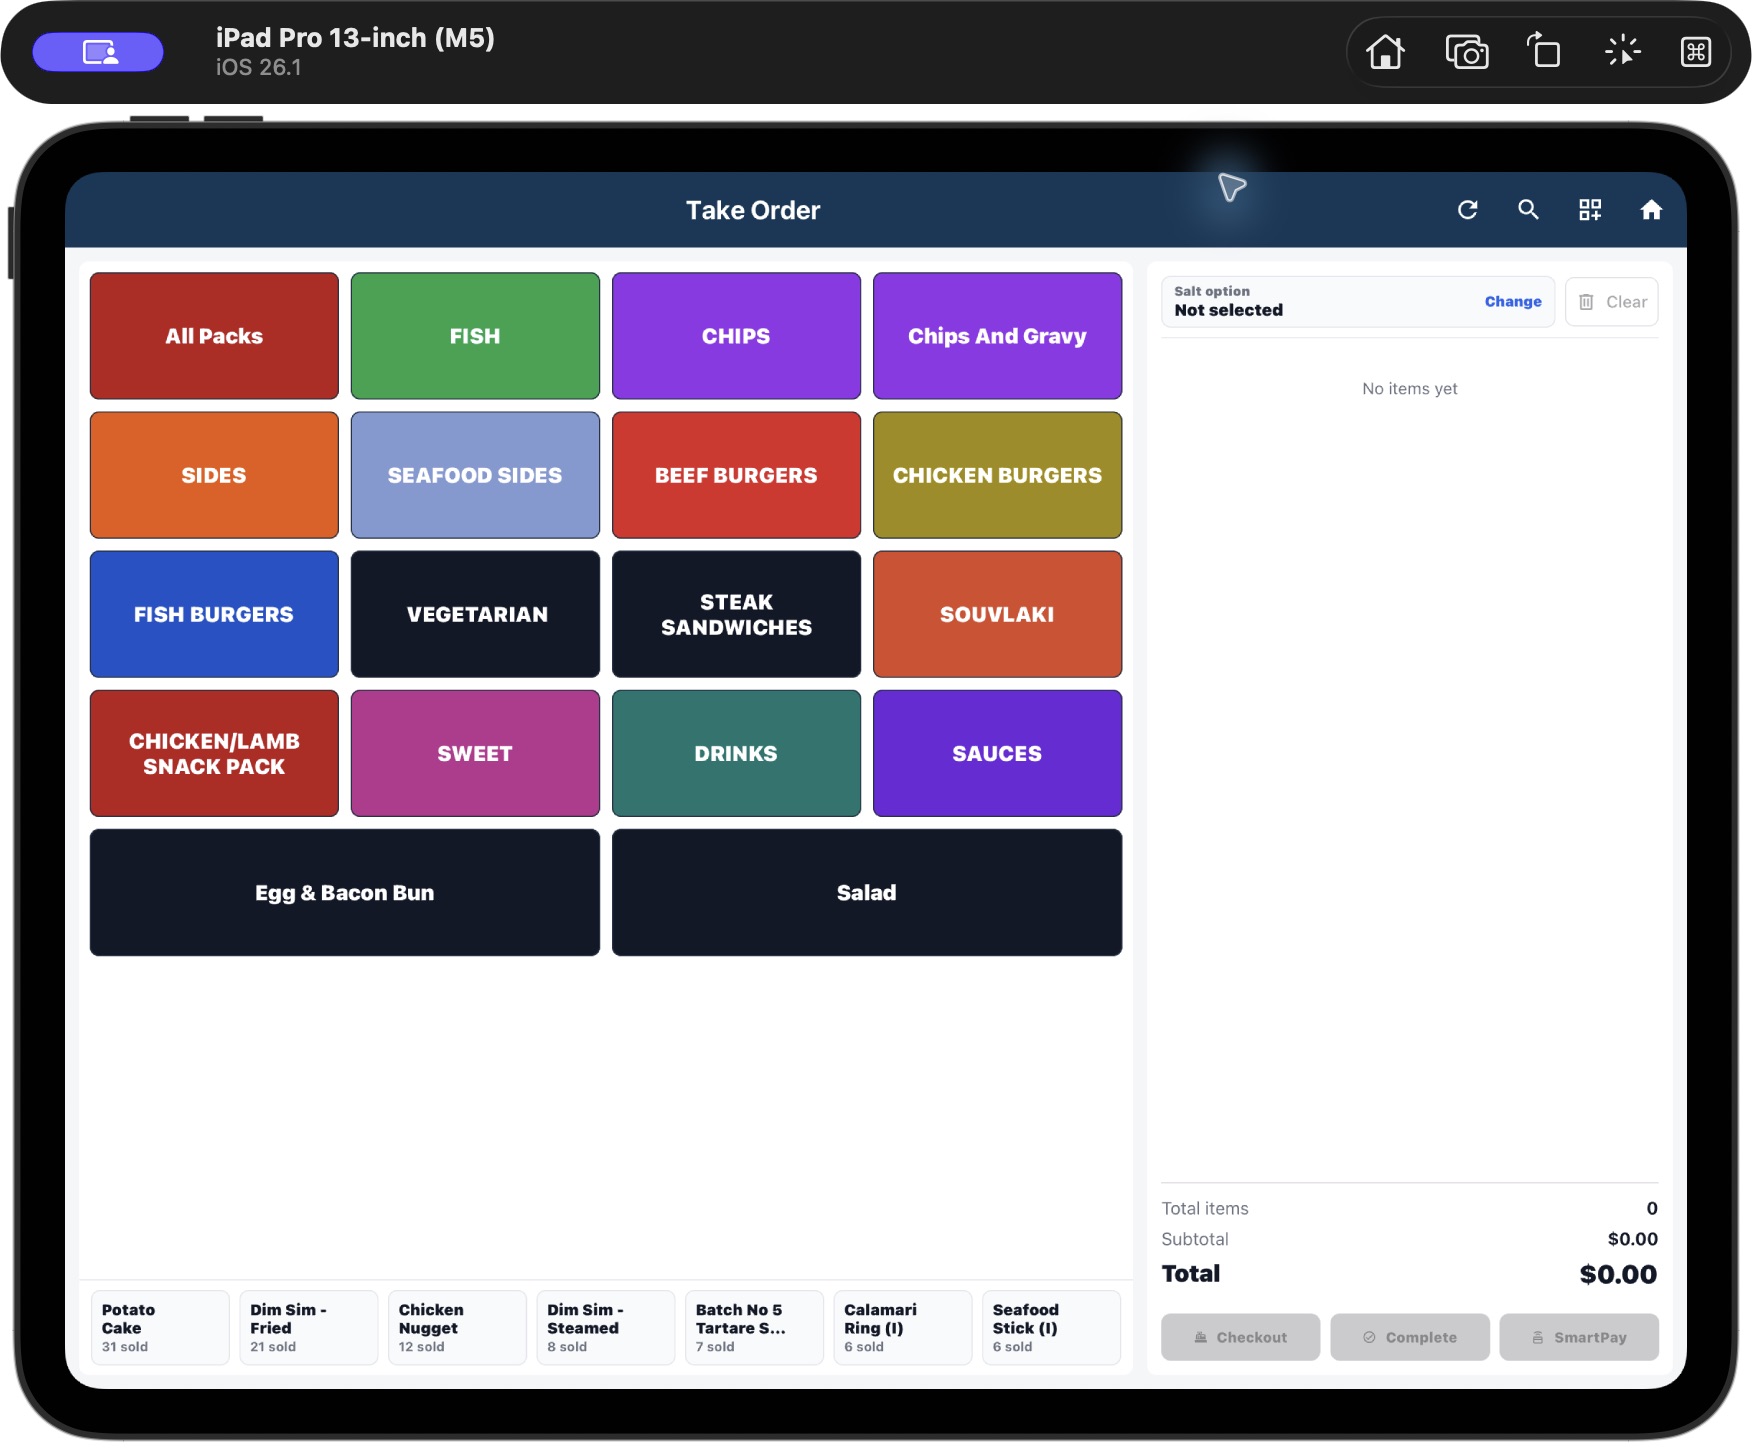 iPad Pro 13-inch (M5)
iOS 26.1
Take Order
All Packs
FISH
CHIPS
Chips And Gravy
SIDES
SEAFOOD SIDES
BEEF BURGERS
CHICKEN BURGERS
FISH BURGERS
VEGETARIAN
STEAK
SANDWICHES
SOUVLAKI
CHICKEN/LAMB
SNACK PACK
SWEET
DRINKS
SAUCES
Egg & Bacon Bun
Salad
Potato
Cake
31 sold
Dim Sim -
Fried
21 sold
Chicken
Nugget
12 sold
Dim Sim -
Steamed
8 sold
Batch No 5
Tartare S...
7 sold
Calamari
Ring (I)
6 sold
Seafood
Stick (I)
6 sold
Salt option
Not selected
Change
Clear
No items yet
Total items 0
Subtotal $0.00
Total $0.00
Checkout
Complete
SmartPay